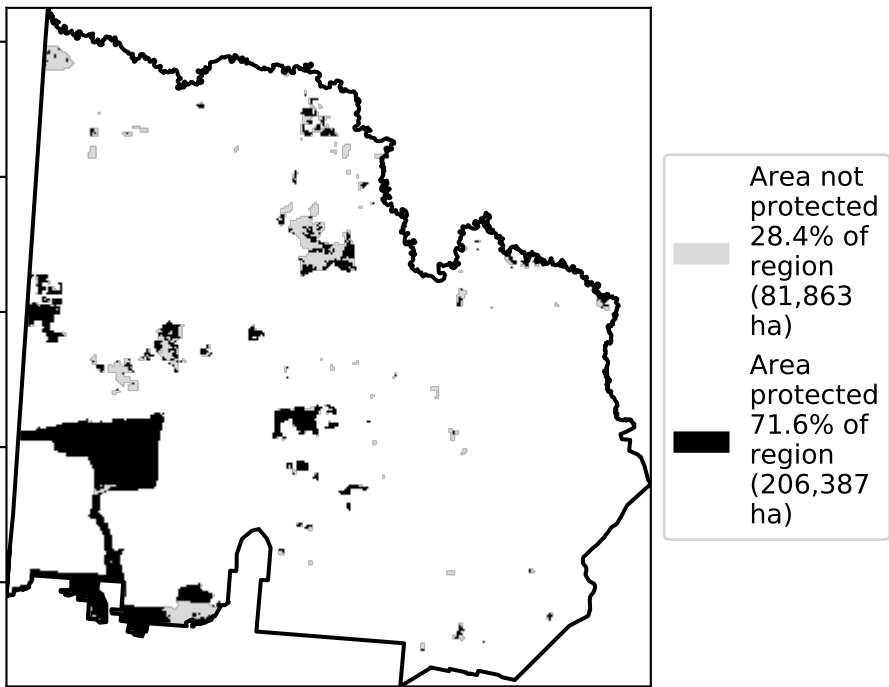 Area not
protected
28.4% of
region
(81,863
ha)
Area
protected
71.6% of
region
(206,387
ha)